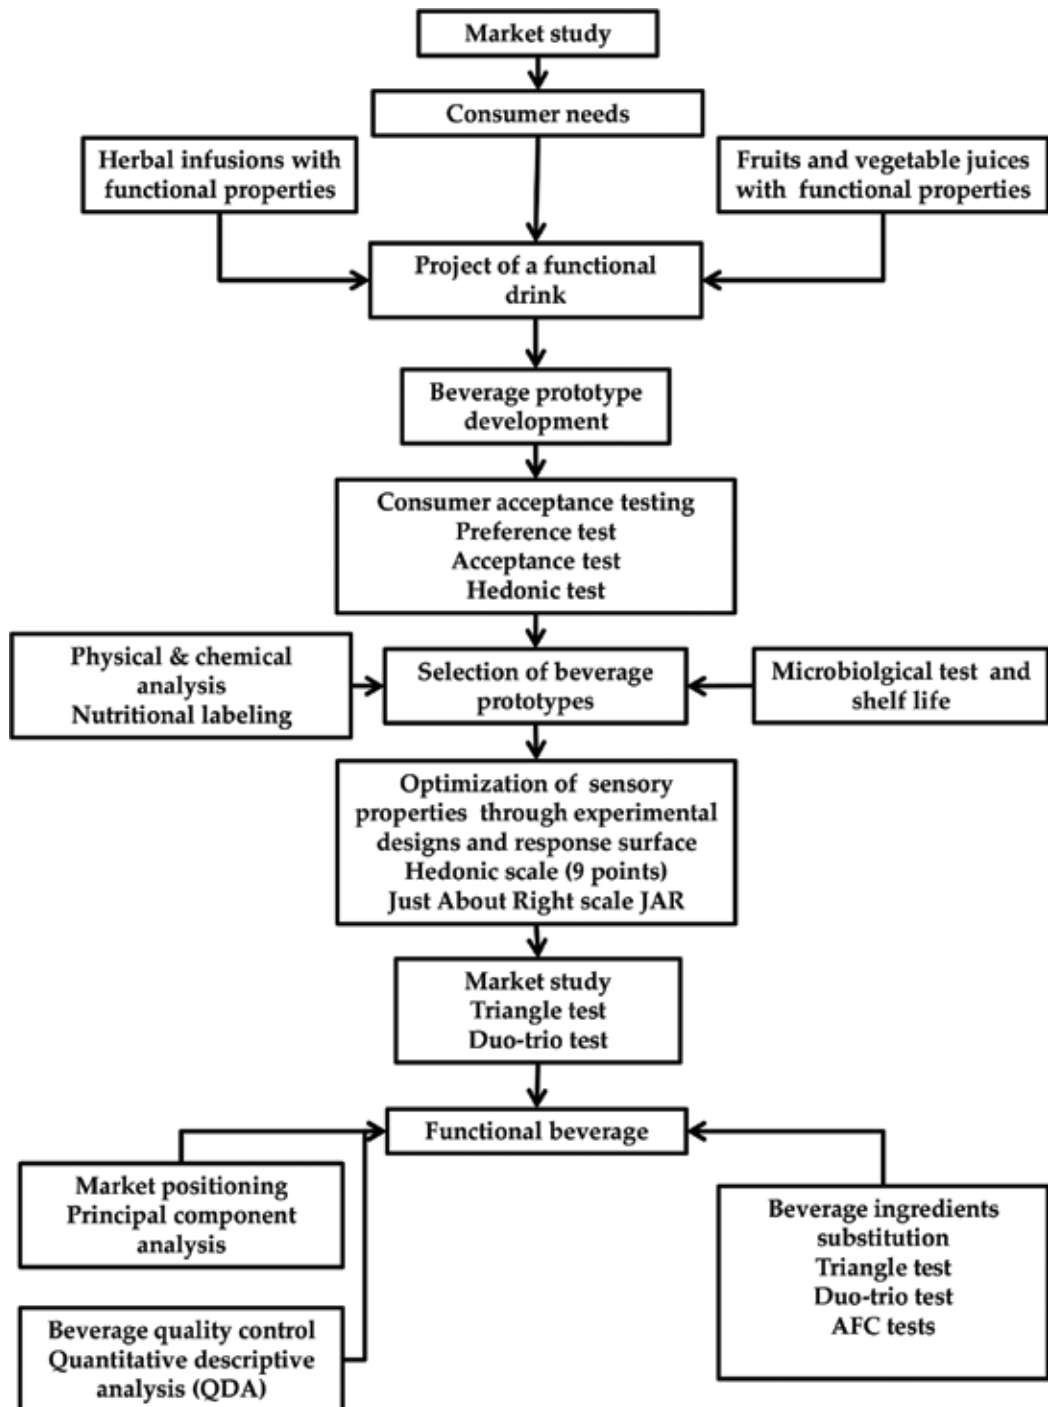 Market study
Consumer needs
Herbal infusions with
functional properties
Fruits and vegetable juices
with functional properties
Project of a functional
drink
Beverage prototype
development
Consumer acceptance testing
Preference test
Acceptance test
Hedonic test
Physical & chemical
analysis
Nutritional labeling
Selection of beverage
prototypes
Microbiolgical test and
shelf life
Optimization of sensory
properties through experimental
designs and response surface
Hedonic scale (9 points)
Just About Right scale JAR
Market study
Triangle test
Duo-trio test
Functional beverage
Market positioning
Principal component
analysis
Beverage ingredients
substitution
Triangle test
Duo-trio test
AFC tests
Beverage quality control
Quantitative descriptive
analysis (QDA)